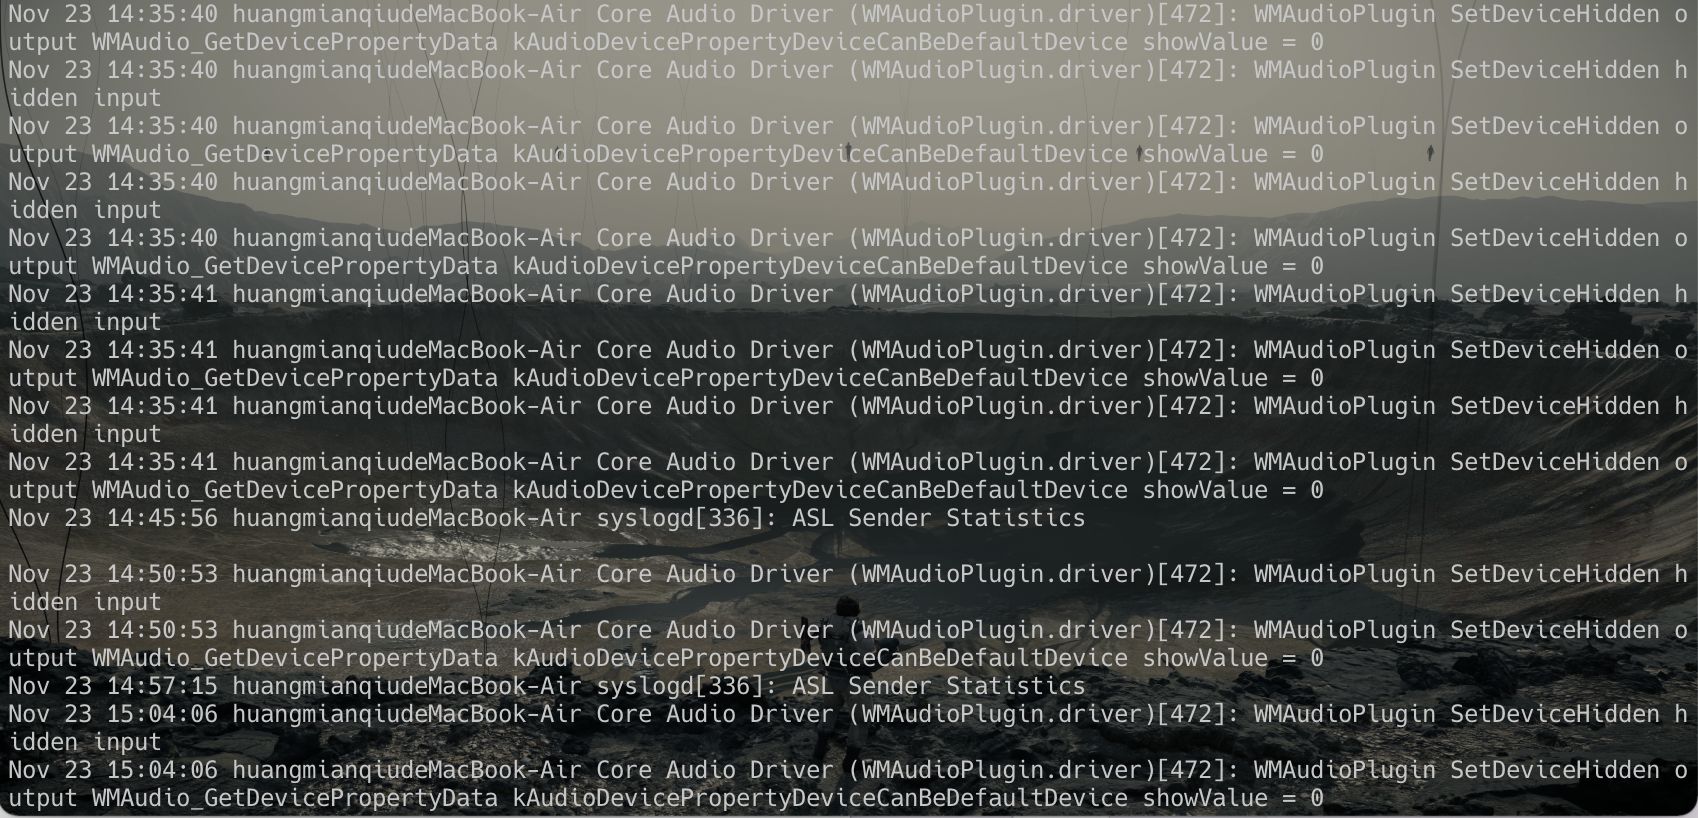 Nov 23 14:35:40 huangmianqiudeMacBook-Air Core Audio Driver (WMAudioPlugin.driver)[472]: WMAudioPlugin SetDeviceHidden o
utput WMAudio_GetDevicePropertyData kAudioDevicePropertyDeviceCanBeDefaultDevice showValue = 0
Nov 23 14:35:40 huangmianqiudeMacBook-Air Core Audio Driver (WMAudioPlugin.driver)[472]: WMAudioPlugin SetDeviceHidden h
idden input
Nov 23 14:35:40 huangmianqiudeMacBook-Air Core Audio Driver (WMAudioPlugin.driver)[472]: WMAudioPlugin SetDeviceHidden o
utput WMAudio_GetDevicePropertyData kAudioDevicePropertyDeviceCanBeDefaultDevice showValue = 0
Nov 23 14:35:40 huangmianqiudeMacBook-Air Core Audio Driver (WMAudioPlugin.driver)[472]: WMAudioPlugin SetDeviceHidden h
idden input
Nov 23 14:35:40 huangmianqiudeMacBook-Air Core Audio Driver (WMAudioPlugin.driver)[472]: WMAudioPlugin SetDeviceHidden o
utput WMAudio_GetDevicePropertyData kAudioDevicePropertyDeviceCanBeDefaultDevice showValue = 0
Nov 23 14:35:41 huangmianqiudeMacBook-Air Core Audio Driver (WMAudioPlugin.driver)[472]: WMAudioPlugin SetDeviceHidden h
idden input
Nov 23 14:35:41 huangmianqiudeMacBook-Air Core Audio Driver (WMAudioPlugin.driver)[472]: WMAudioPlugin SetDeviceHidden o
utput WMAudio_GetDevicePropertyData kAudioDevicePropertyDeviceCanBeDefaultDevice showValue = 0
Nov 23 14:35:41 huangmianqiudeMacBook-Air Core Audio Driver (WMAudioPlugin.driver)[472]: WMAudioPlugin SetDeviceHidden h
idden input
Nov 23 14:35:41 huangmianqiudeMacBook-Air Core Audio Driver (WMAudioPlugin.driver)[472]: WMAudioPlugin SetDeviceHidden o
utput WMAudio_GetDevicePropertyData kAudioDevicePropertyDeviceCanBeDefaultDevice showValue = 0
Nov 23 14:45:56 huangmianqiudeMacBook-Air syslogd[336]: ASL Sender Statistics
Nov 23 14:50:53 huangmianqiudeMacBook-Air Core Audio Driver (WMAudioPlugin.driver)[472]: WMAudioPlugin SetDeviceHidden h
idden input
Nov 23 14:50:53 huangmianqiudeMacBook-Air Core Audio Driver (WMAudioPlugin.driver)[472]: WMAudioPlugin SetDeviceHidden o
utput WMAudio_GetDevicePropertyData kAudioDevicePropertyDeviceCanBeDefaultDevice showValue = 0
Nov 23 14:57:15 huangmianqiudeMacBook-Air syslogd[336]: ASL Sender Statistics
Nov 23 15:04:06 huangmianqiudeMacBook-Air Core Audio Driver (WMAudioPlugin.driver)[472]: WMAudioPlugin SetDeviceHidden h
idden input
Nov 23 15:04:06 huangmianqiudeMacBook-Air Core Audio Driver (WMAudioPlugin.driver)[472]: WMAudioPlugin SetDeviceHidden o
utput WMAudio_GetDevicePropertyData kAudioDevicePropertyDeviceCanBeDefaultDevice showValue = 0